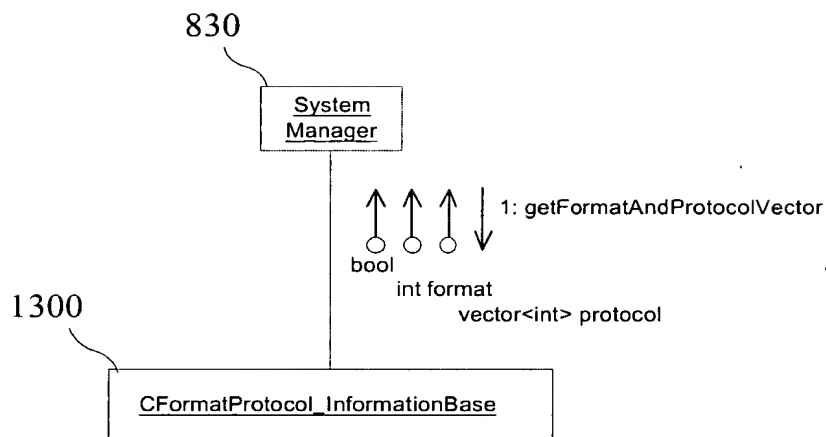 830
System
Manager
1: getFormatAndProtocolVector
bool
int format
vector<int> protocol
1300
CFormatProtocol_InformationBase